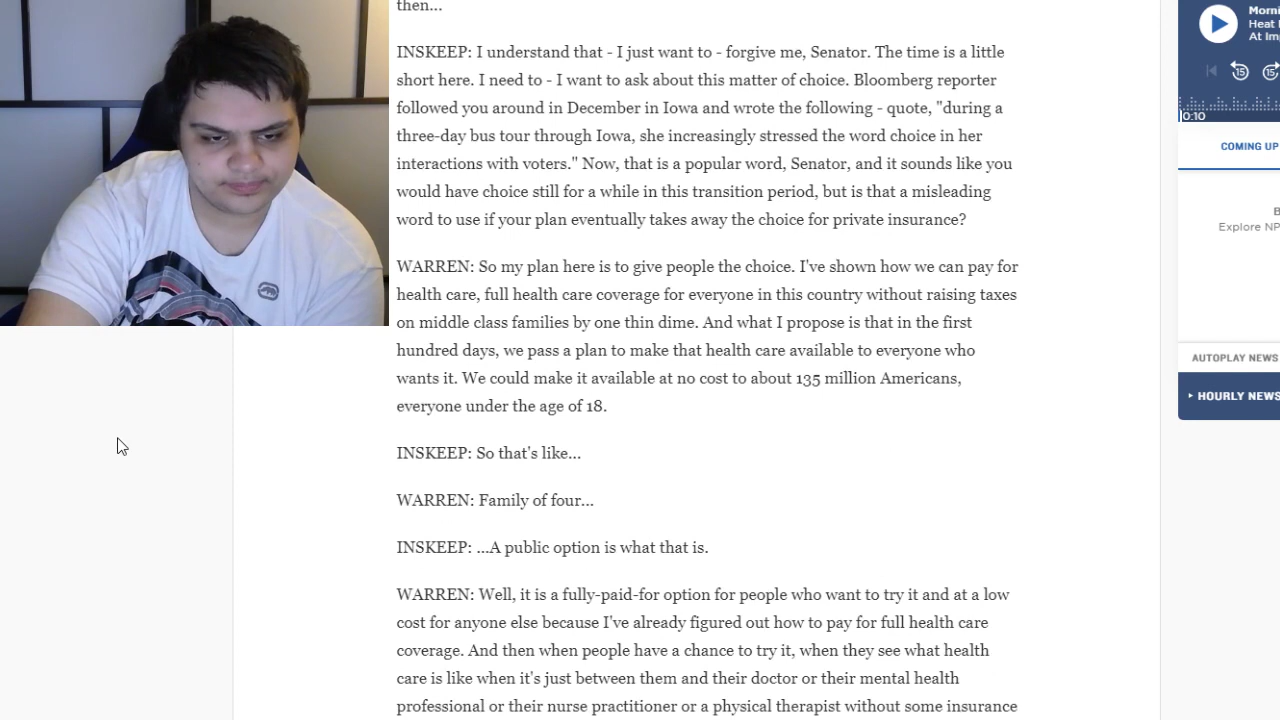 then...
INSKEEP: I understand that - I just want to - forgive me, Senator. The time is a little
short here. I need to - I want to ask about this matter of choice. Bloomberg reporter
followed you around in December in Iowa and wrote the following - quote, "during a
three-day bus tour through Iowa, she increasingly stressed the word choice in her
interactions with voters." Now, that is a popular word, Senator, and it sounds like you
would have choice still for a while in this transition period, but is that a misleading
word to use if your plan eventually takes away the choice for private insurance?
WARREN: So my plan here is to give people the choice. I've shown how we can pay for
health care, full health care coverage for everyone in this country without raising taxes
on middle class families by one thin dime. And what I propose is that in the first
hundred days, we pass a plan to make that health care available to everyone who
wants it. We could make it available at no cost to about 135 million Americans,
everyone under the age of 18.
INSKEEP: So that's like...
WARREN: Family of four...
INSKEEP: ...A public option is what that is.
WARREN: Well, it is a fully-paid-for option for people who want to try it and at a low
cost for anyone else because I've already figured out how to pay for full health care
coverage. And then when people have a chance to try it, when they see what health
care is like when it's just between them and their doctor or their mental health
professional or their nurse practitioner or a physical therapist without some insurance
Morni
Heat
At Im
15
15
0:10
COMING UP
Explore NP
AUTOPLAY NEWS
HOURLY NEWS